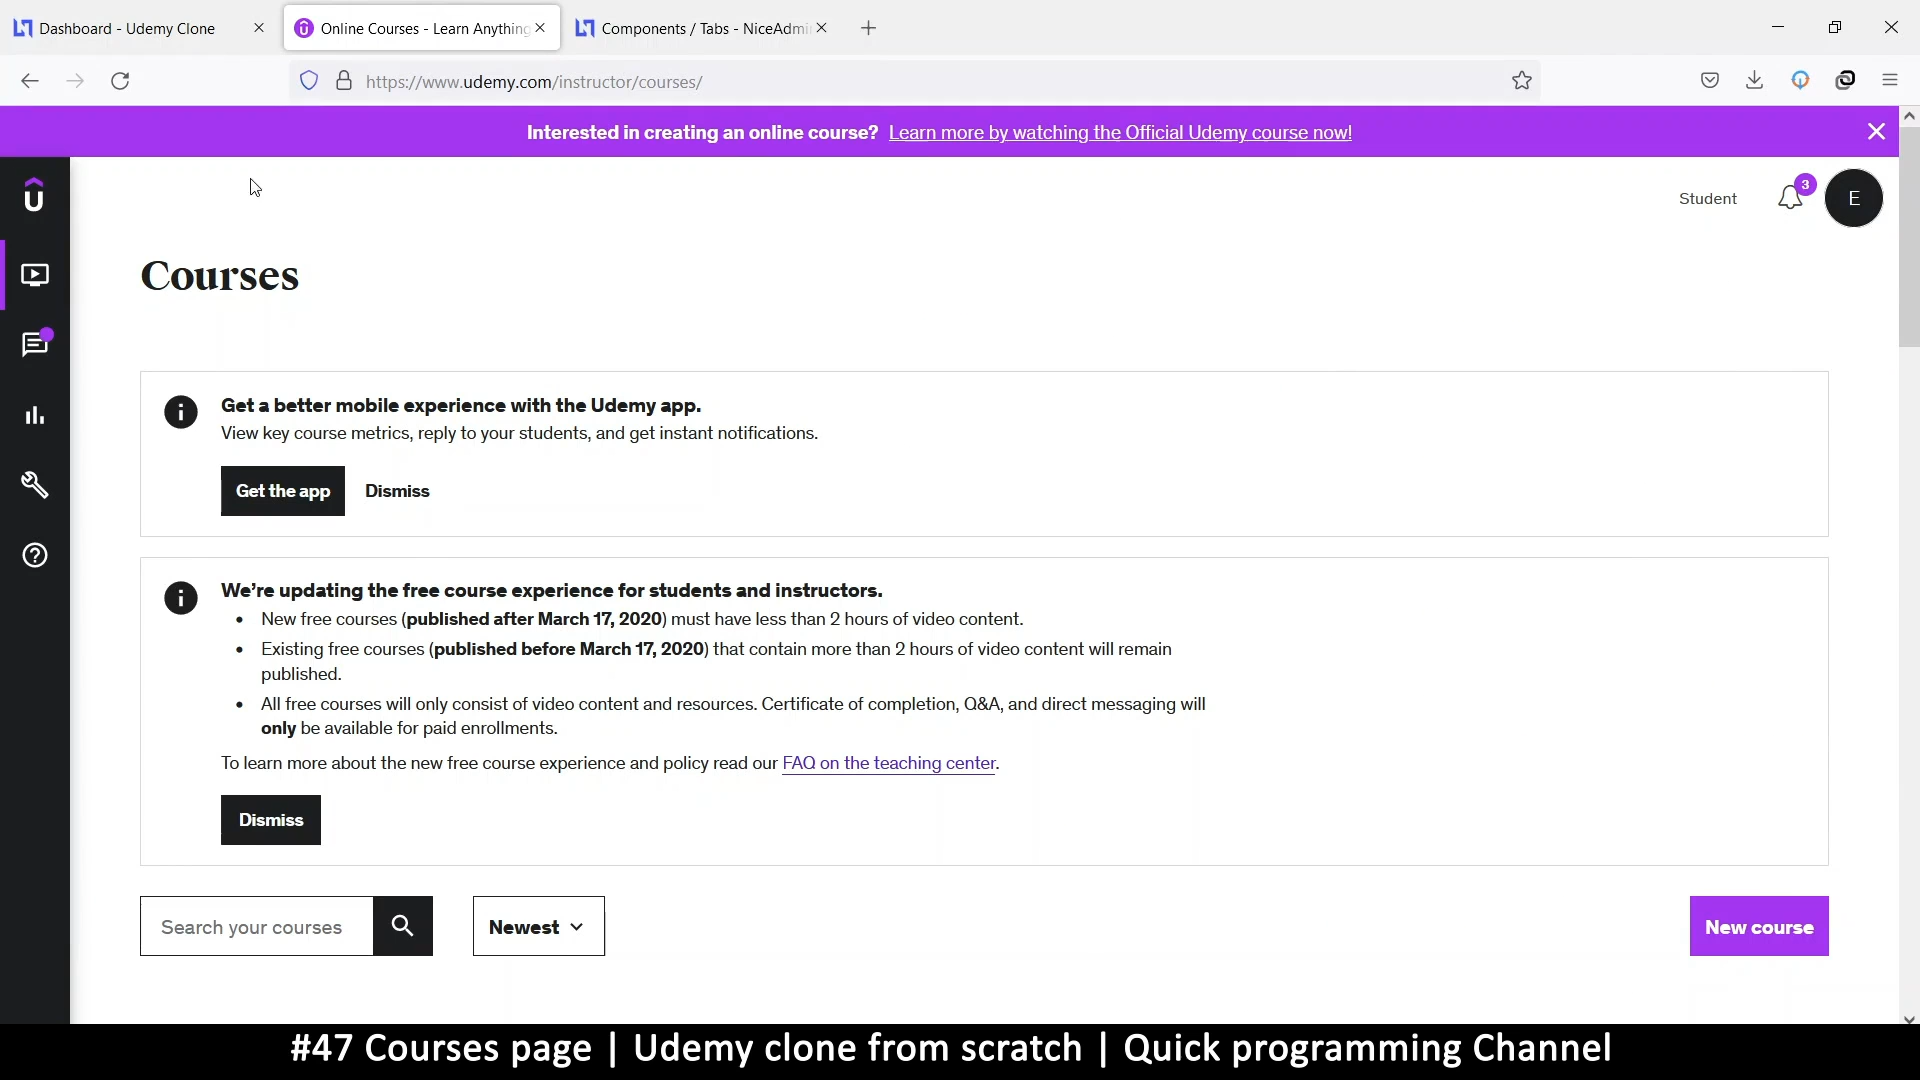 Dashboard - Udemy Clone
Online Courses - Learn Anything
Components / Tabs - NiceAdmi
https://www.udemy.com/instructor/courses/
Interested in creating an online course? Learn more by watching the Official Udemy course now!
Student
3
E
Courses
Get a better mobile experience with the Udemy app.
View key course metrics, reply to your students, and get instant notifications.
Get the app
Dismiss
We’re updating the free course experience for students and instructors.
• New free courses (published after March 17, 2020) must have less than 2 hours of video content.
• Existing free courses (published before March 17, 2020) that contain more than 2 hours of video content will remain
published.
• All free courses will only consist of video content and resources. Certificate of completion, Q&A, and direct messaging will
only be available for paid enrollments.
To learn more about the new free course experience and policy read our FAQ on the teaching center.
Dismiss
Search your courses
Newest
New course
#47 Courses page | Udemy clone from scratch | Quick programming Channel